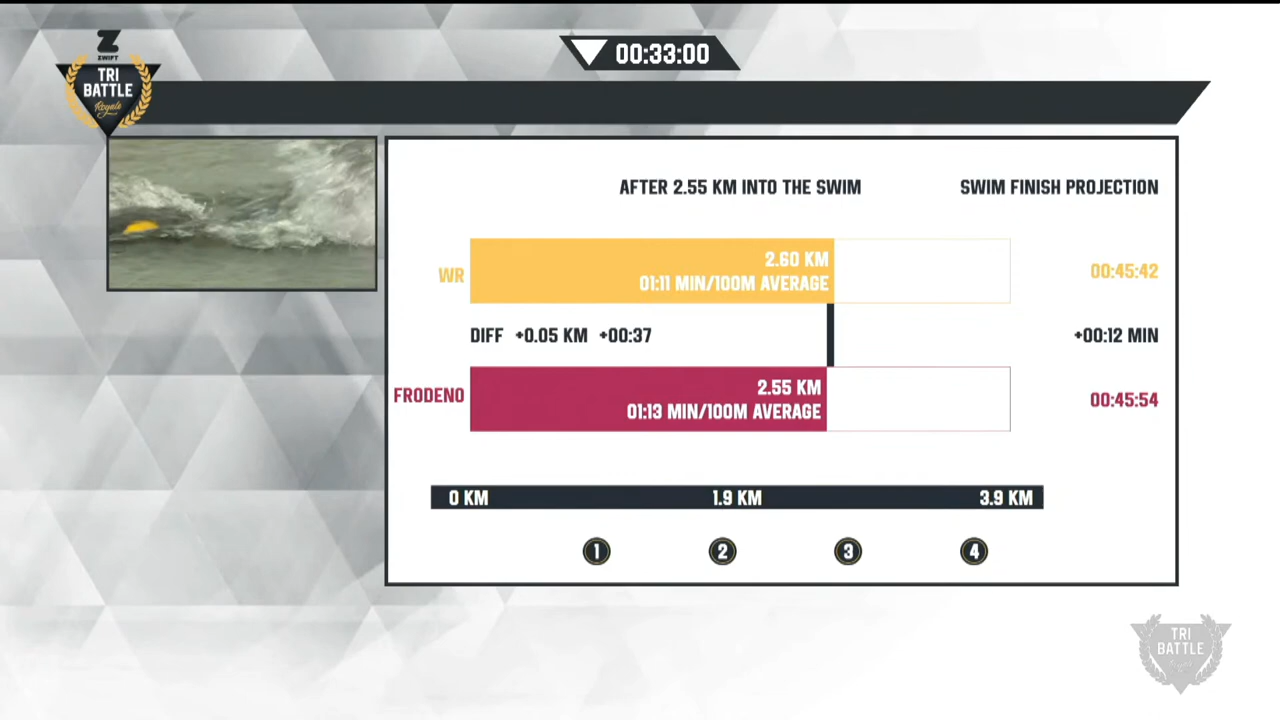 00:33:00
ZWIFT
TRI
BATTLE
Royale
AFTER 2.55 KM INTO THE SWIM
SWIM FINISH PROJECTION
WR
2.60 KM
01:11 MIN/100M AVERAGE
00:45:42
DIFF +0.05 KM +00:37
+00:12 MIN
FRODENO
2.55 KM
01:13 MIN/100M AVERAGE
00:45:54
0 KM 1.9 KM 3.9 KM
1 2 3 4
TRI
BATTLE
Royale